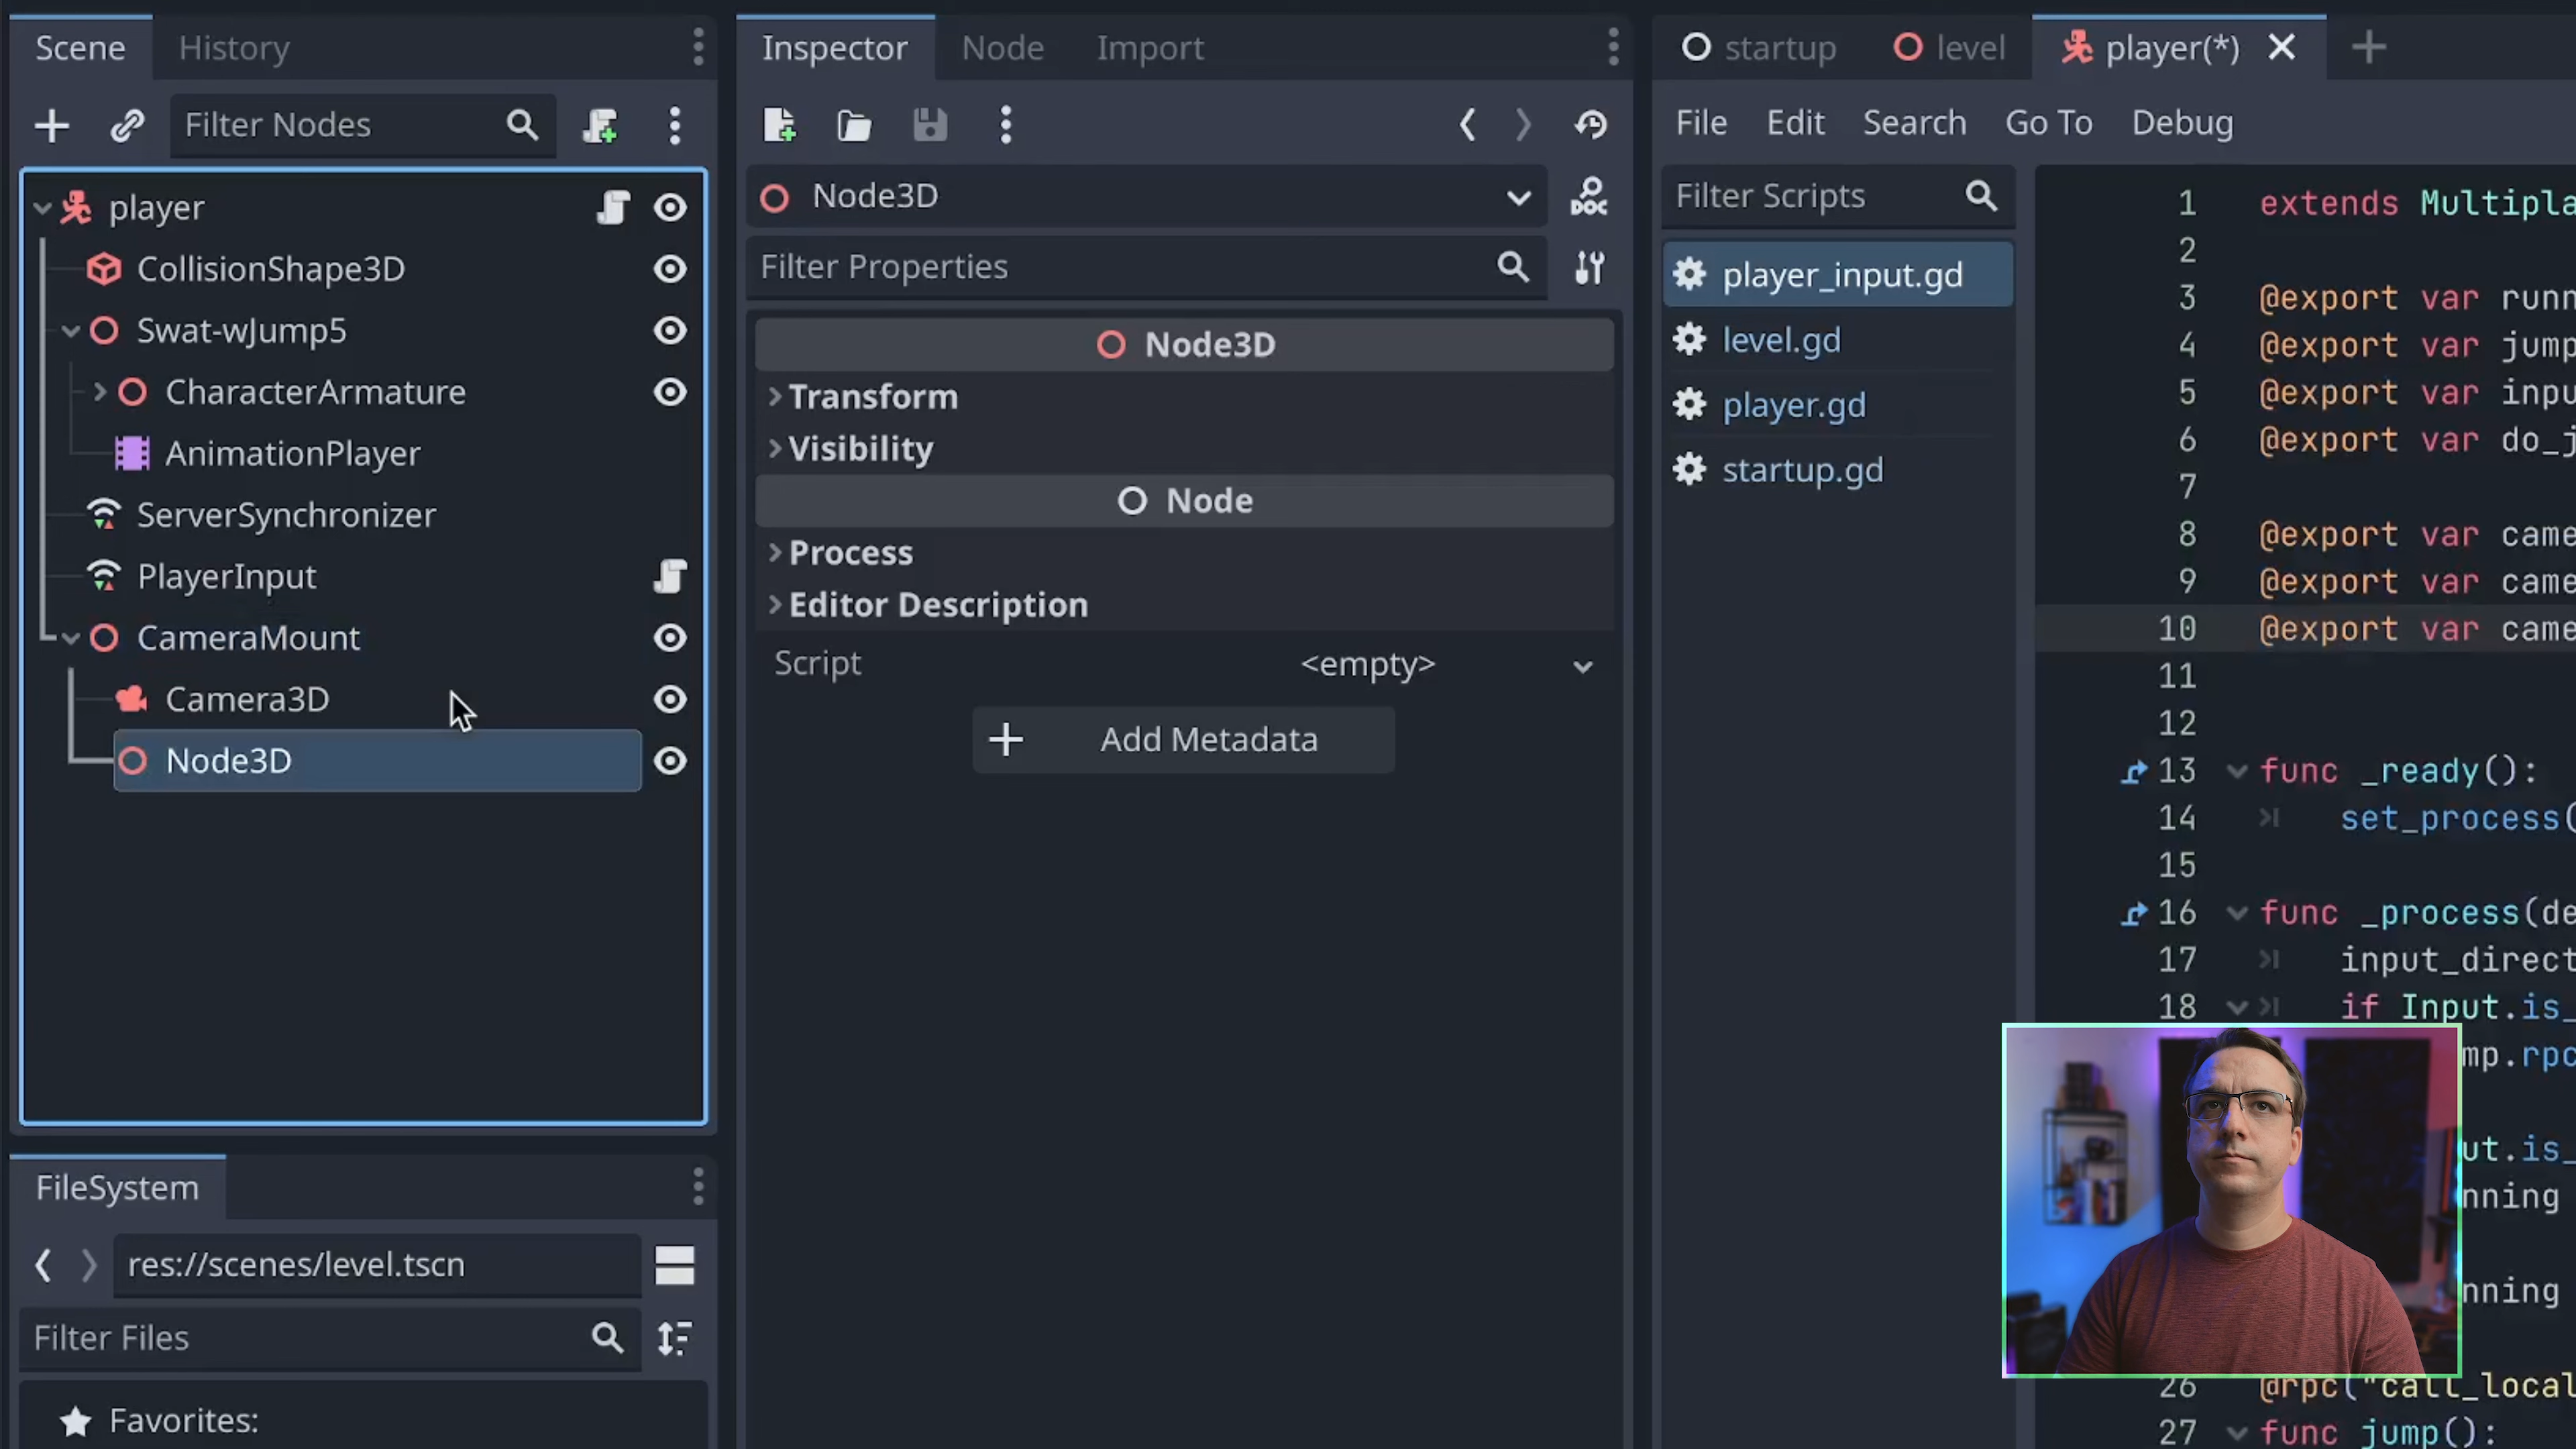 Scene
History
Filter Nodes
player
CollisionShape3D
Swat-wJump5
CharacterArmature
AnimationPlayer
ServerSynchronizer
PlayerInput
CameraMount
Camera3D
Node3D
FileSystem
res://scenes/level.tscn
Filter Files
Favorites:
Inspector
Node
Import
Node3D
DOC
Filter Properties
Node3D
Transform
Visibility
Node
Process
Editor Description
Script
<empty>
Add Metadata
startup
level
player(*)
File
Edit
Search
Go To
Debug
Filter Scripts
player_input.gd
level.gd
player.gd
startup.gd
1 extends Multipla
2
3 @export var runn
4 @export var jump
5 @export var inpu
6 @export var do_j
7
8 @export var came
9 @export var came
10 @export var came
11
12
13 func _ready():
14 set_process(
15
16 func _process(de
17 input_direct
18 if Input.is_
mp.rpc
ut.is_
nning
nning
26 @rpc("call_local
27 func jump():